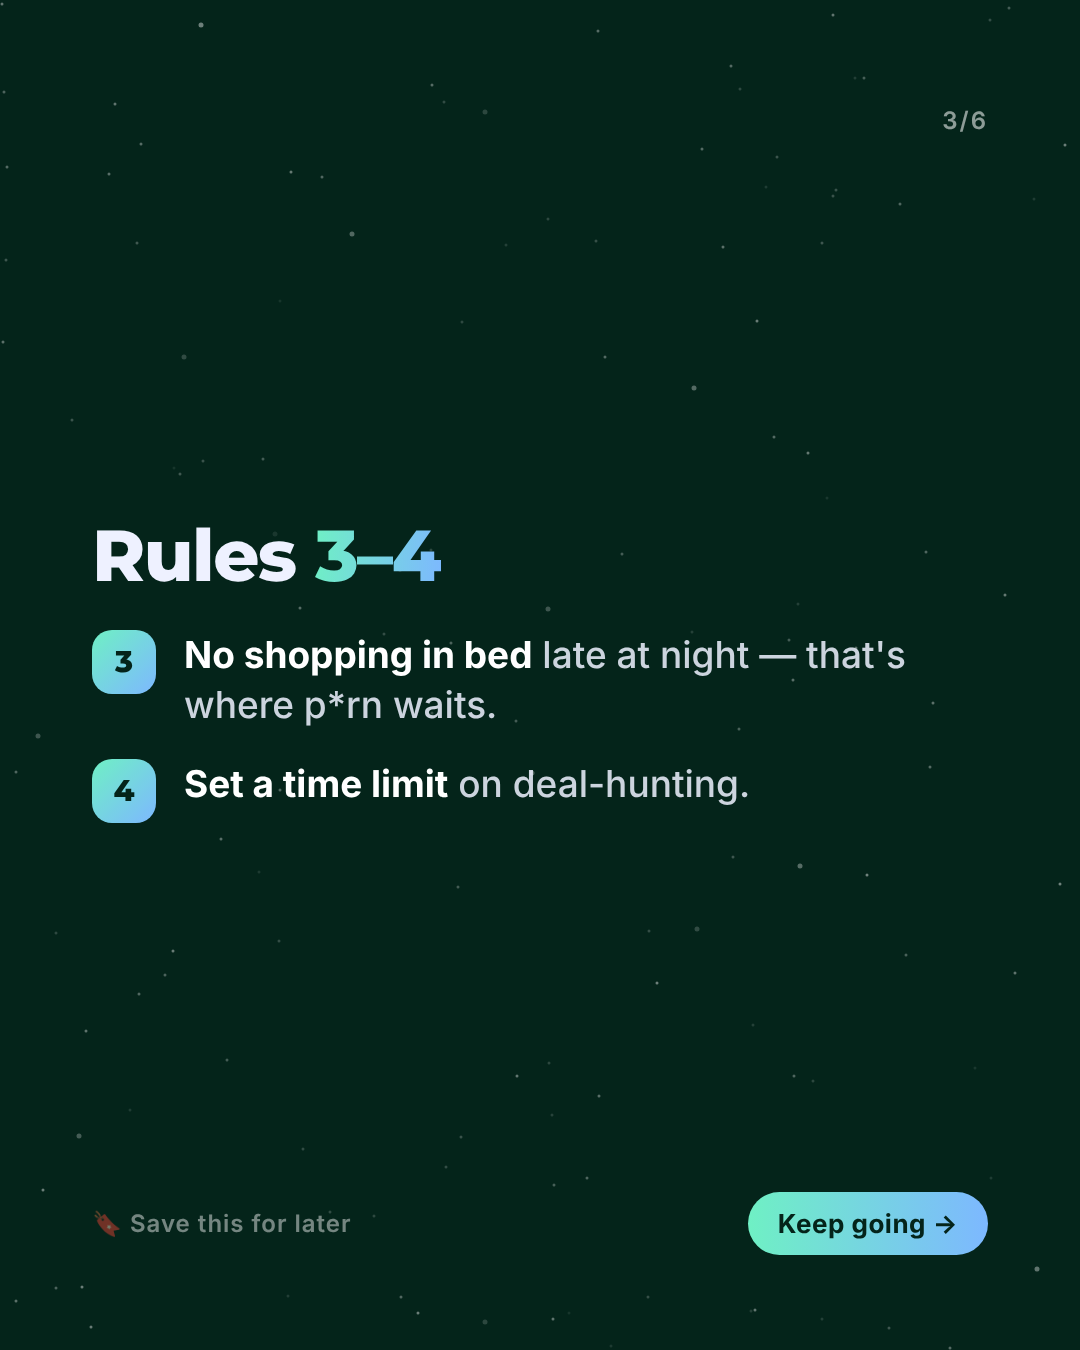 3/6
Rules 3–4
3
No shopping in bed late at night — that's
where p*rn waits.
4
Set a time limit on deal-hunting.
🔖 Save this for later
Keep going →